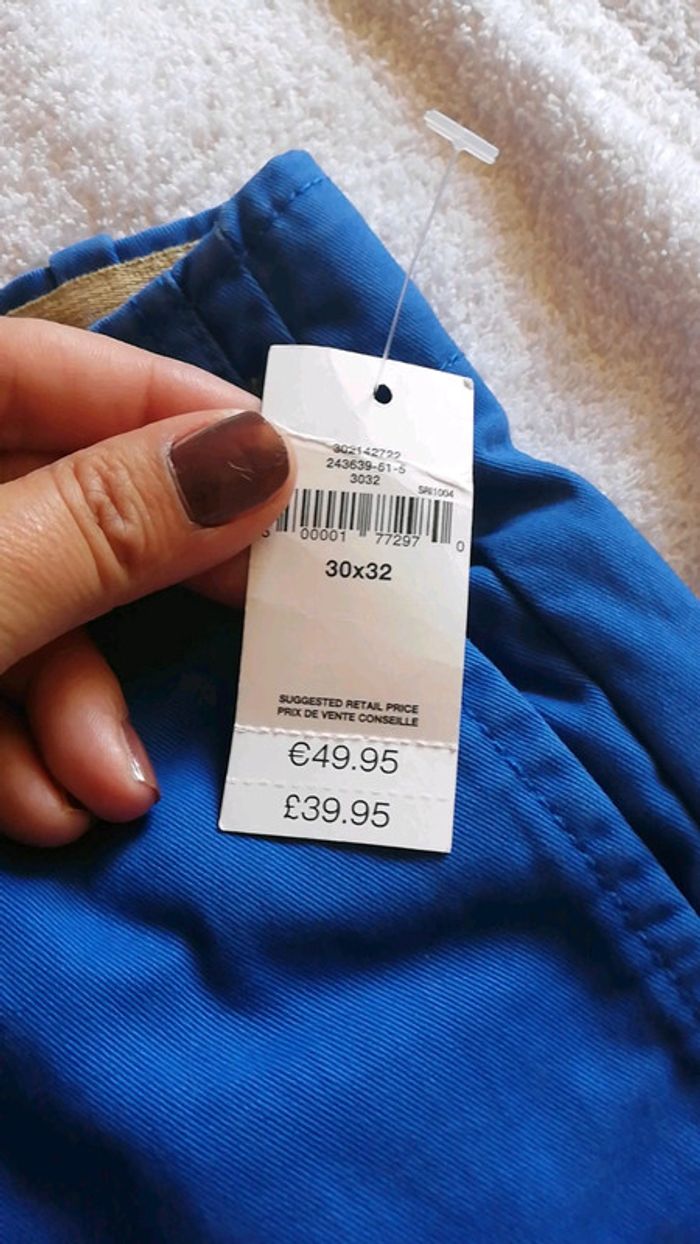 302142722
243639-61-5
3032
SRI1004
00001 77297 0
30x32
SUGGESTED RETAIL PRICE
PRIX DE VENTE CONSEILLE
€49.95
£39.95